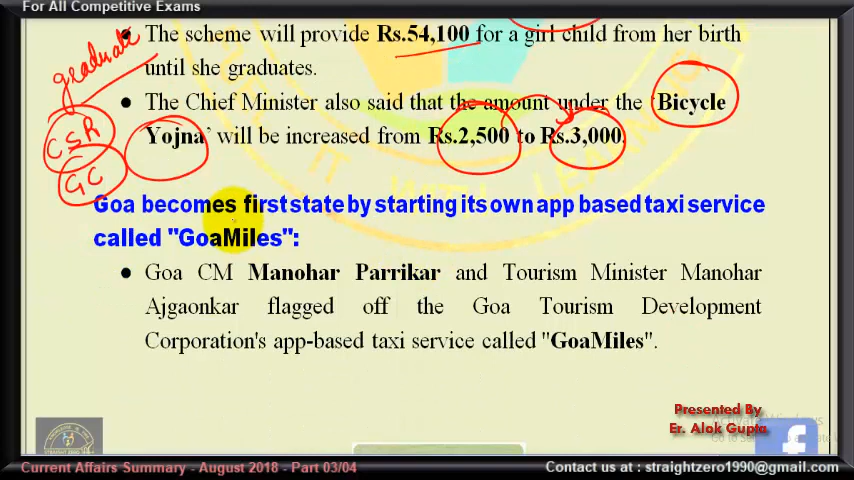 For All Competitive Exams
The scheme will provide Rs.54,100 for a girl child from her birth
until she graduates.
graduate
The Chief Minister also said that the amount under the 'Bicycle
Yojna' will be increased from Rs.2,500 to Rs.3,000.
CSR
GC
Goa becomes first state by starting its own app based taxi service
called "GoaMiles":
Goa CM Manohar Parrikar and Tourism Minister Manohar
Ajgaonkar flagged off the Goa Tourism Development
Corporation's app-based taxi service called "GoaMiles".
Presented By
Er. Alok Gupta
Current Affairs Summary - August 2018 - Part 03/04
Contact us at : straightzero1990@gmail.com